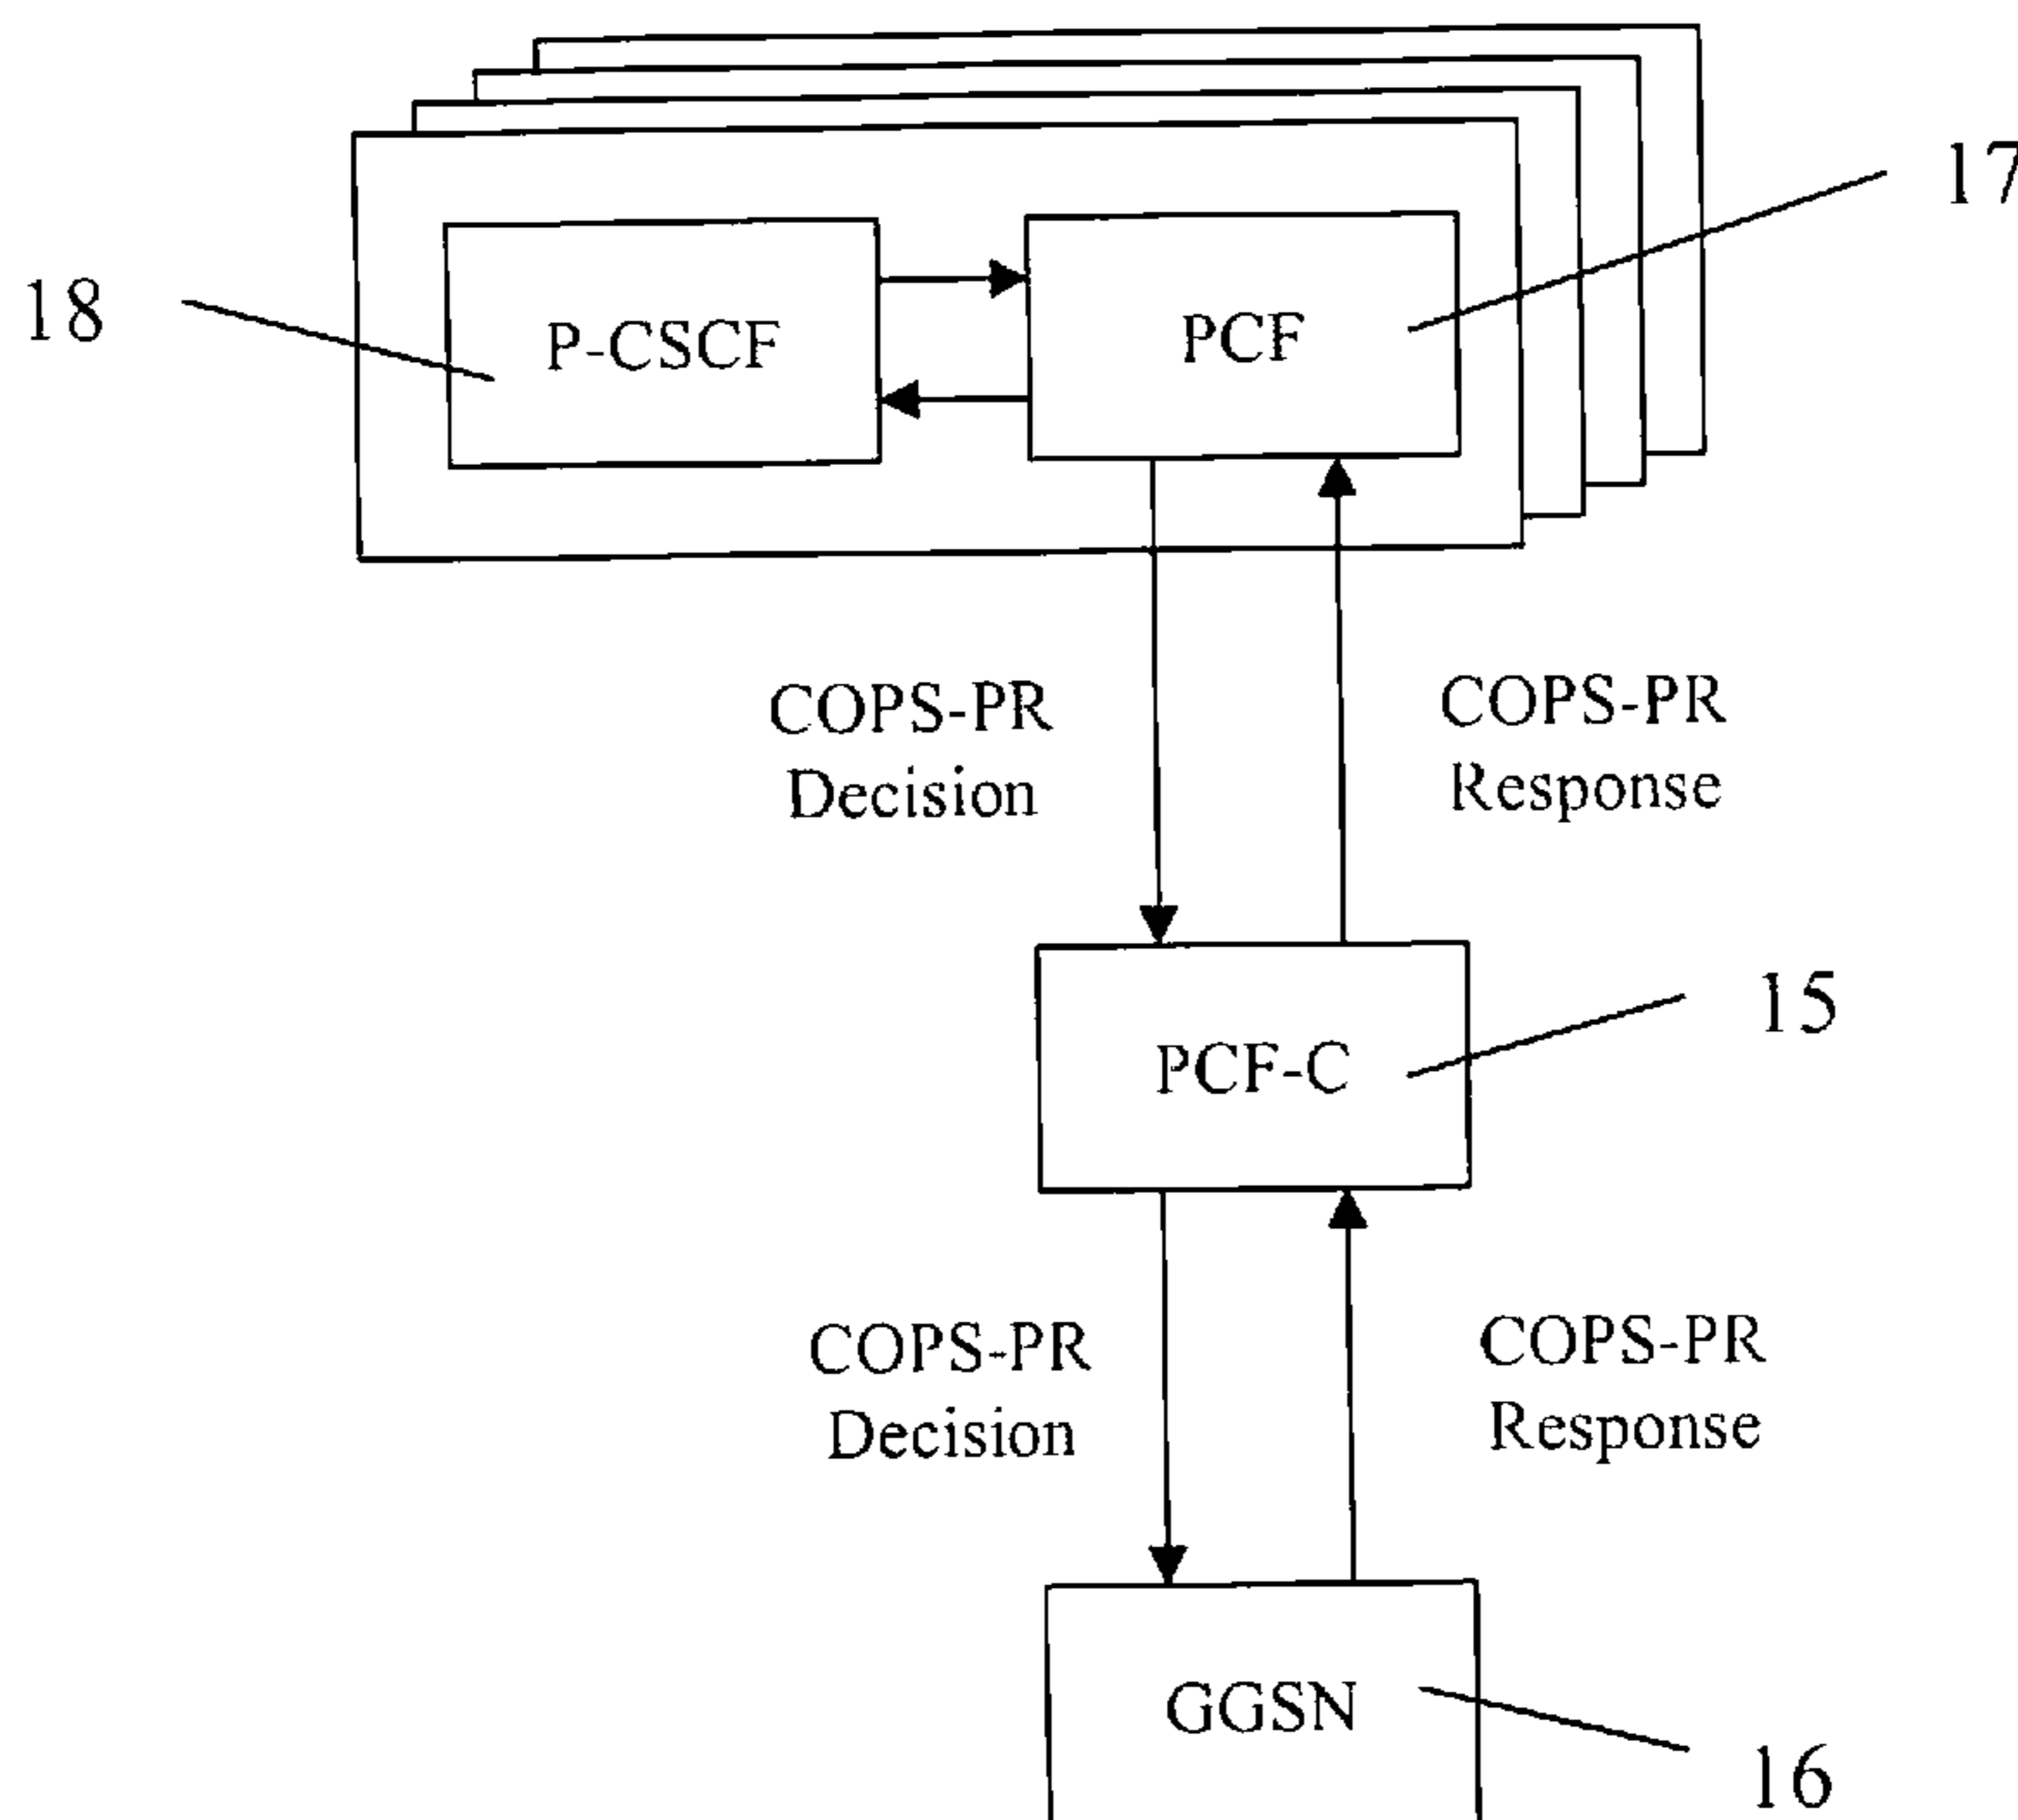 17
18
P-CSCF
PCF
COPS-PR
Decision
COPS-PR
Response
15
PCF-C
COPS-PR
Decision
COPS-PR
Response
GGSN
16